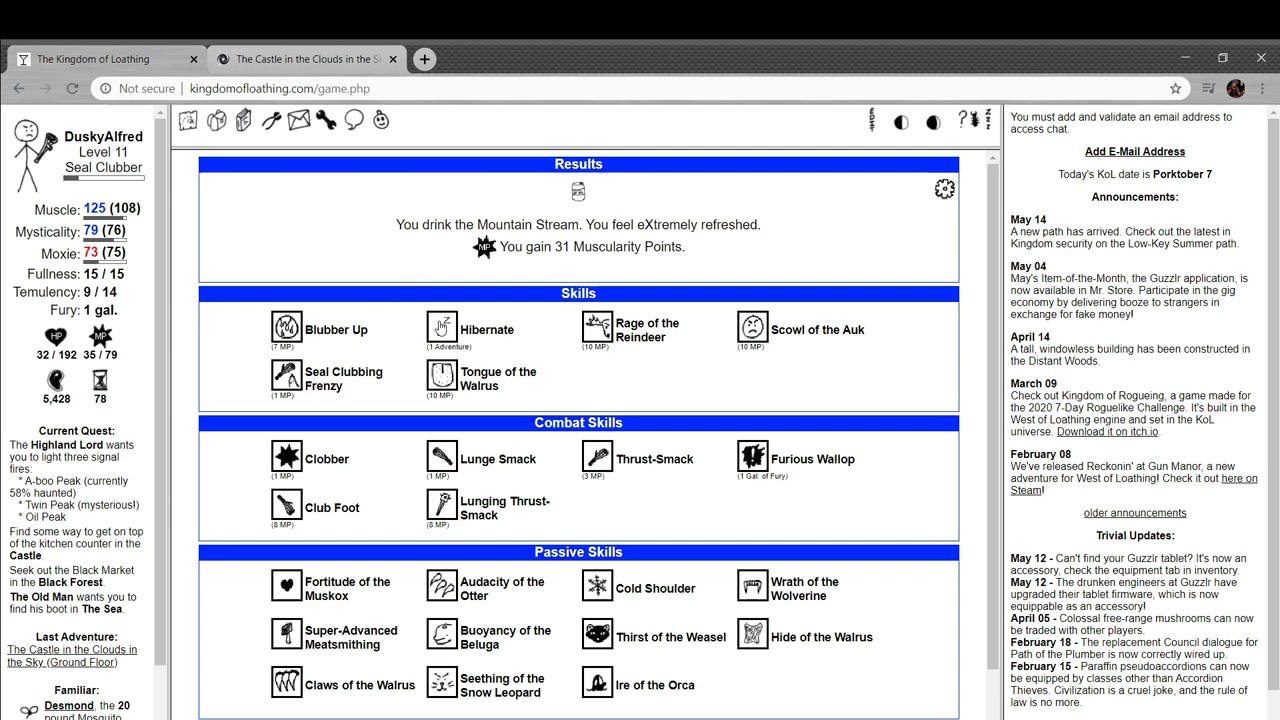 The Kingdom of Loathing
The Castle in the Clouds in the S
Not secure
kingdomofloathing.com/game.php
DuskyAlfred
Level 11
Seal Clubber
Muscle: 125 (108)
Mysticality: 79 (76)
Moxie: 73 (75)
Fullness: 15 / 15
Temulency: 9 / 14
Fury: 1 gal.
HP MP
32 / 192 35 / 79
5,428 78
Current Quest:
The Highland Lord wants
you to light three signal
fires:
* A-boo Peak (currently
58% haunted)
* Twin Peak (mysterious!)
* Oil Peak
Find some way to get on top
of the kitchen counter in the
Castle.
Seek out the Black Market
in the Black Forest.
The Old Man wants you to
find his boot in The Sea.
Last Adventure:
The Castle in the Clouds in
the Sky (Ground Floor)
Familiar:
Desmond, the 20
pound Mosquito
EDIT
? Z Z Z
Results
You drink the Mountain Stream. You feel eXtremely refreshed.
MP You gain 31 Muscularity Points.
Skills
Blubber Up
(7 MP)
Hibernate
(1 Adventure)
Rage of the
Reindeer
(10 MP)
Scowl of the Auk
(10 MP)
Seal Clubbing
Frenzy
(1 MP)
Tongue of the
Walrus
(10 MP)
Combat Skills
Clobber
(1 MP)
Lunge Smack
(1 MP)
Thrust-Smack
(3 MP)
Furious Wallop
(1 Gal. of Fury)
Club Foot
(8 MP)
Lunging Thrust-
Smack
(8 MP)
Passive Skills
Fortitude of the
Muskox
Audacity of the
Otter
Cold Shoulder
Wrath of the
Wolverine
Super-Advanced
Meatsmithing
Buoyancy of the
Beluga
Thirst of the Weasel
Hide of the Walrus
Claws of the Walrus
Seething of the
Snow Leopard
Ire of the Orca
You must add and validate an email address to
access chat.
Add E-Mail Address
Today's KoL date is Porktober 7
Announcements:
May 14
A new path has arrived. Check out the latest in
Kingdom security on the Low-Key Summer path.
May 04
May's Item-of-the-Month, the Guzzlr application, is
now available in Mr. Store. Participate in the gig
economy by delivering booze to strangers in
exchange for fake money!
April 14
A tall, windowless building has been constructed in
the Distant Woods.
March 09
Check out Kingdom of Rogueing, a game made for
the 2020 7-Day Roguelike Challenge. It's built in the
West of Loathing engine and set in the KoL
universe. Download it on itch.io.
February 08
We've released Reckonin' at Gun Manor, a new
adventure for West of Loathing! Check it out here on
Steam!
older announcements
Trivial Updates:
May 12 - Can't find your Guzzlr tablet? It's now an
accessory, check the equipment tab in inventory.
May 12 - The drunken engineers at Guzzlr have
updated their tablet firmware, which is now
equippable as an accessory!
April 05 - Colossal free-range mushrooms can now
be traded with other players.
February 18 - The replacement Council dialogue for
Path of the Plumber is now correctly wired up.
February 15 - Paraffin pseudoaccordions can now
be equipped by classes other than Accordion
Thieves. Civilization is a cruel joke, and the rule of
law is no more.